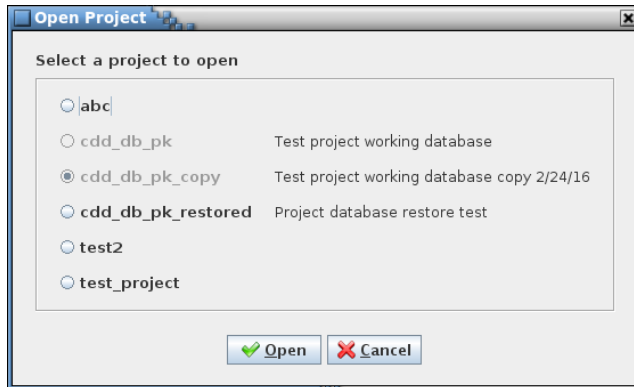 Open Project
Select a project to open
abc
cdd_db_pk Test project working database
cdd_db_pk_copy Test project working database copy 2/24/16
cdd_db_pk_restored Project database restore test
test2
test_project
Open Cancel